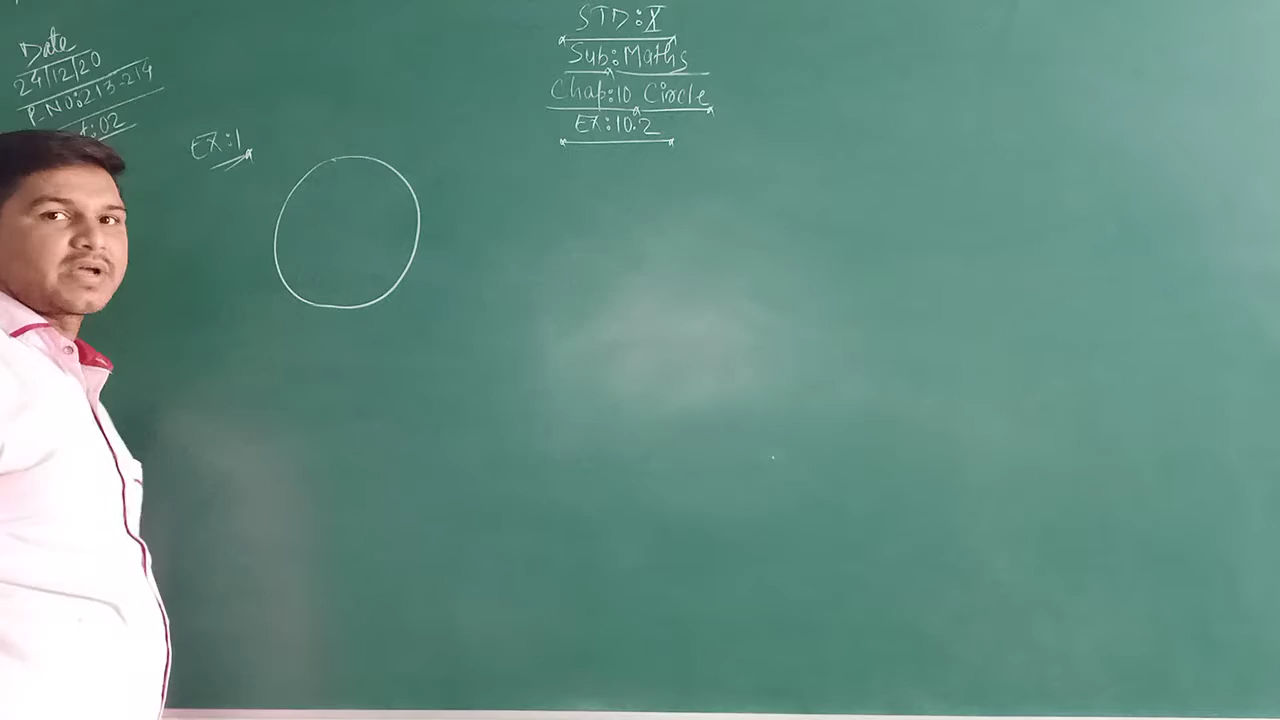 Date
24/12/20
P.NO:213-214
:02
STD:X
Sub:Maths
Chap:10 Circle
EX:10.2
EX:1